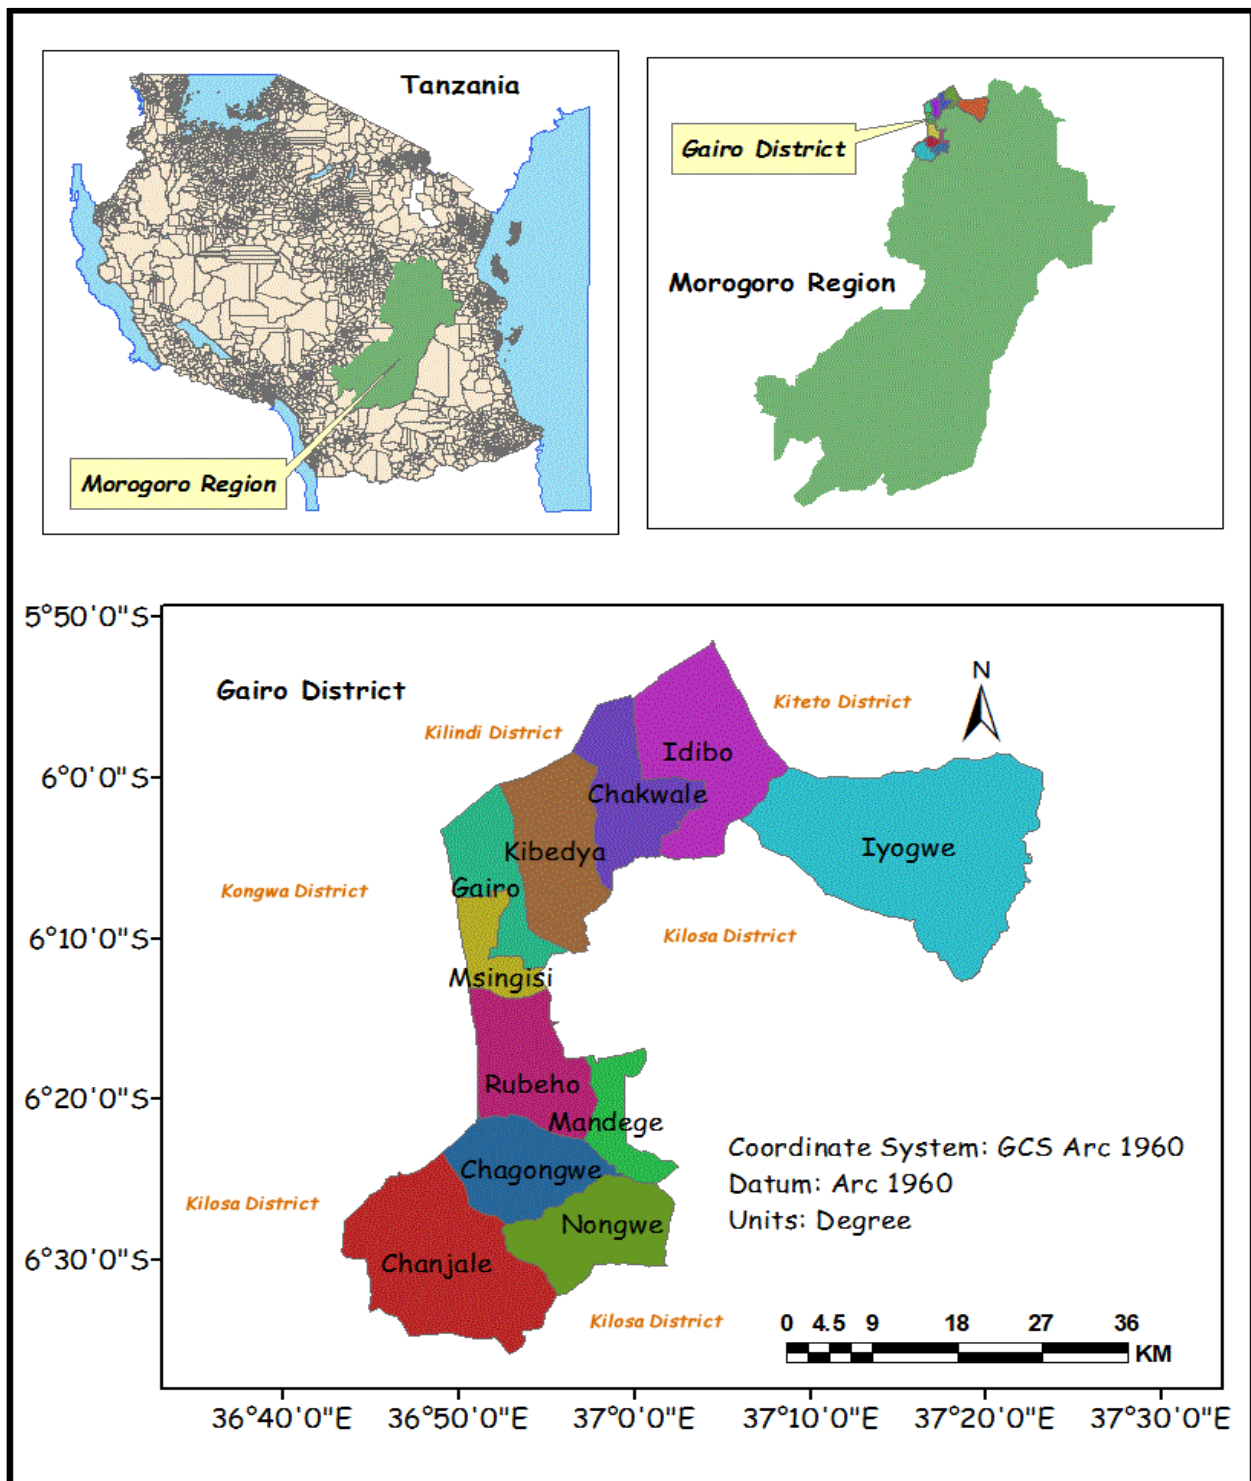 Tanzania
Morogoro Region
Gairo District
Morogoro Region
5°50'0"S
6°0'0"S
6°10'0"S
6°20'0"S
6°30'0"S
Gairo District
Kilindi District
Kiteto District
N
Idibo
Chakwale
Iyogwe
Kibedya
Gairo
Kongwa District
Kilosa District
Msingisi
Rubeho
Mandege
Chagongwe
Kilosa District
Nongwe
Chanjale
Kilosa District
Coordinate System: GCS Arc 1960
Datum: Arc 1960
Units: Degree
0 4.5 9 18 27 36
KM
36°40'0"E 36°50'0"E 37°0'0"E 37°10'0"E 37°20'0"E 37°30'0"E